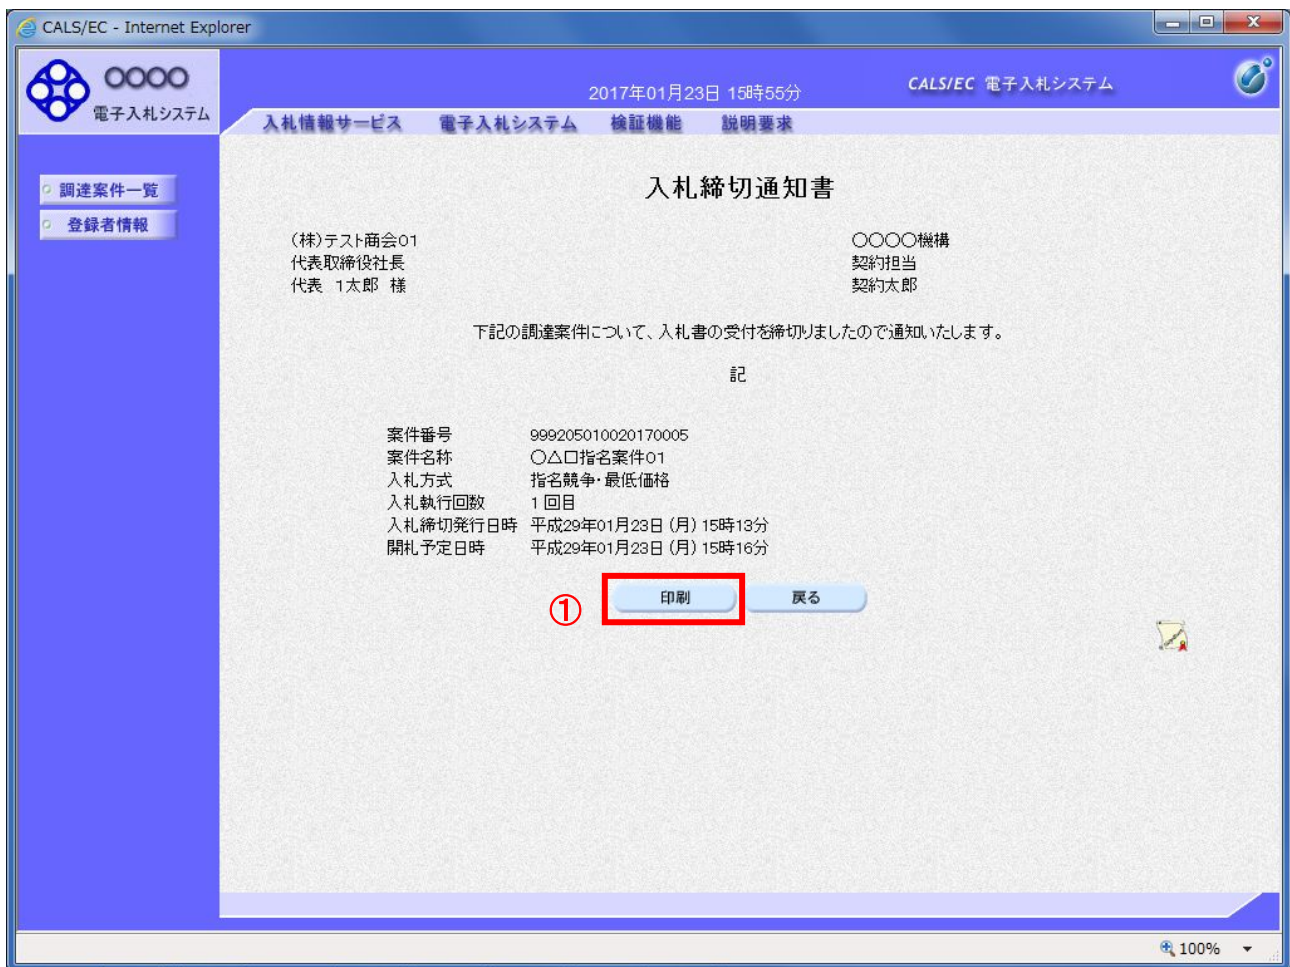 CALS/EC - Internet Explorer
〇〇〇〇
電子入札システム
2017年01月23日 15時55分
CALS/EC 電子入札システム
入札情報サービス 電子入札システム 検証機能 説明要求
調達案件一覧
登録者情報
入札締切通知書
(株)テスト商会01
代表取締役社長
代表 1太郎 様
〇〇〇〇機構
契約担当
契約太郎
下記の調達案件について、入札書の受付を締切りましたので通知いたします。
記
案件番号 999205010020170005
案件名称 〇△口指名案件01
入札方式 指名競争・最低価格
入札執行回数 1回目
入札締切発行日時 平成29年01月23日(月)15時13分
開札予定日時 平成29年01月23日(月)15時16分
① 印刷 戻る
100%